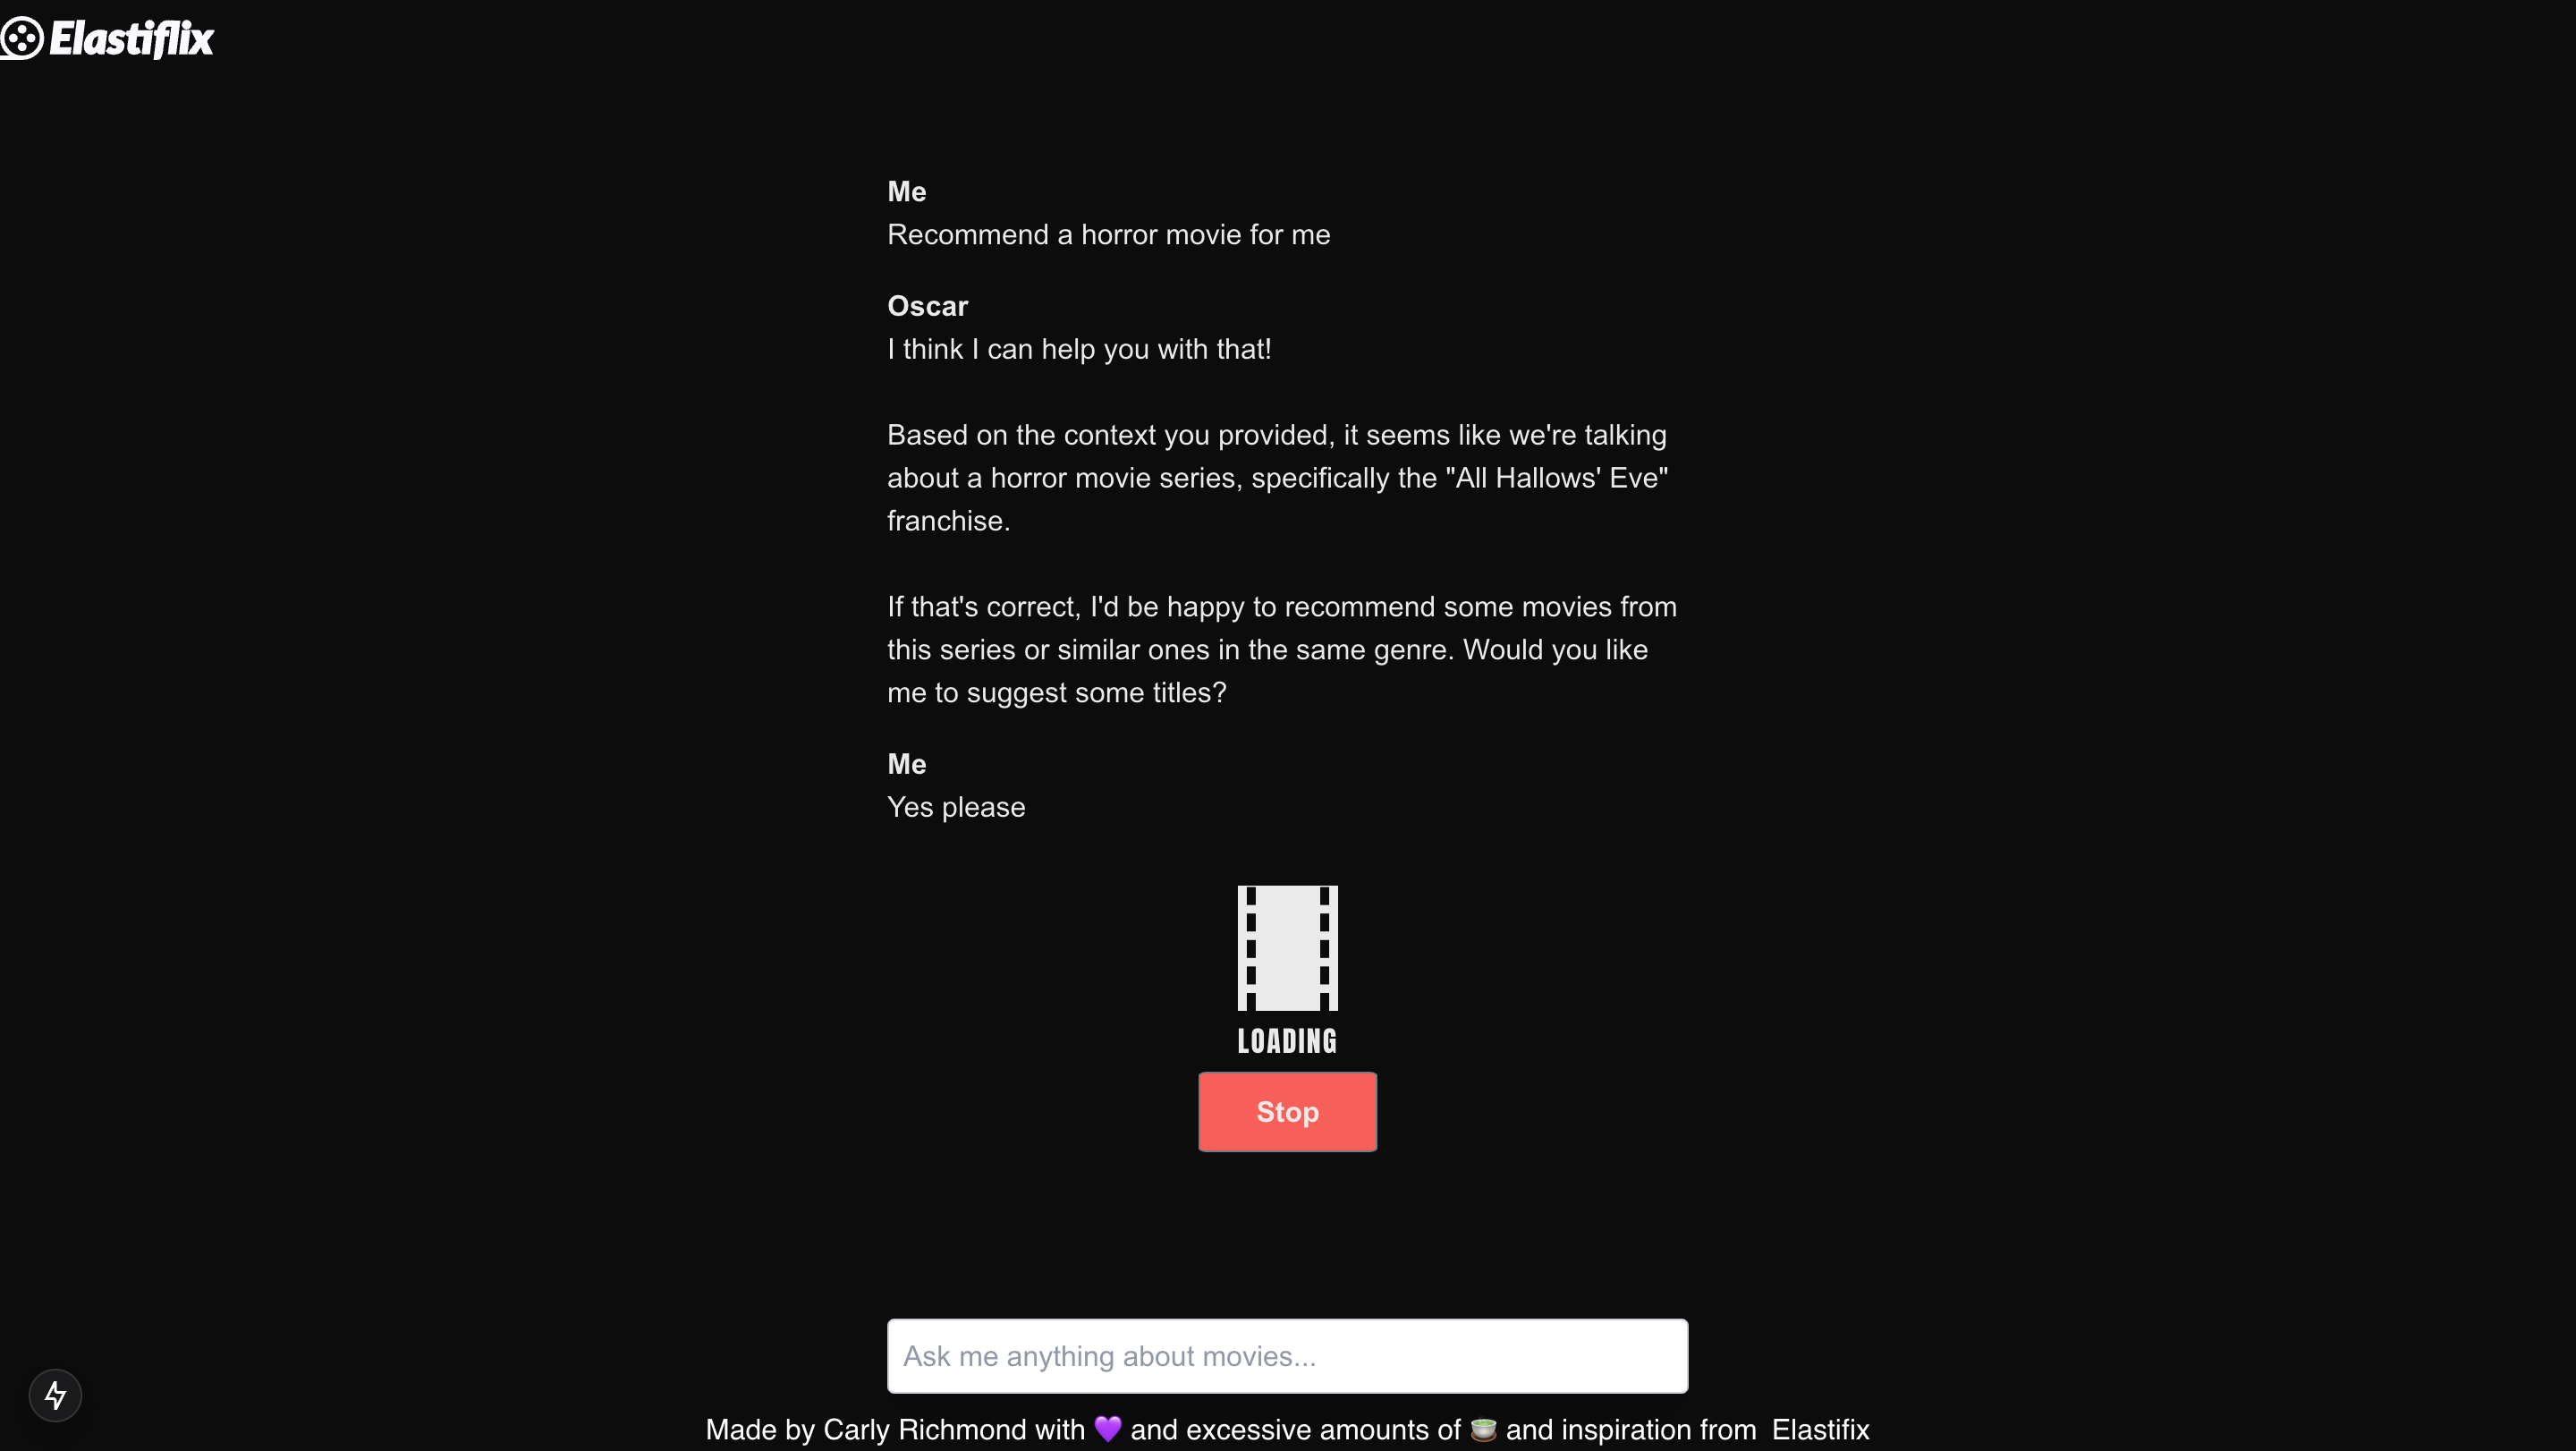 Elastiflix
Me
Recommend a horror movie for me
Oscar
I think I can help you with that!
Based on the context you provided, it seems like we're talking
about a horror movie series, specifically the "All Hallows' Eve"
franchise.
If that's correct, I'd be happy to recommend some movies from
this series or similar ones in the same genre. Would you like
me to suggest some titles?
Me
Yes please
LOADING
Stop
Ask me anything about movies...
Made by Carly Richmond with 💜 and excessive amounts of 🍵 and inspiration from Elastifix